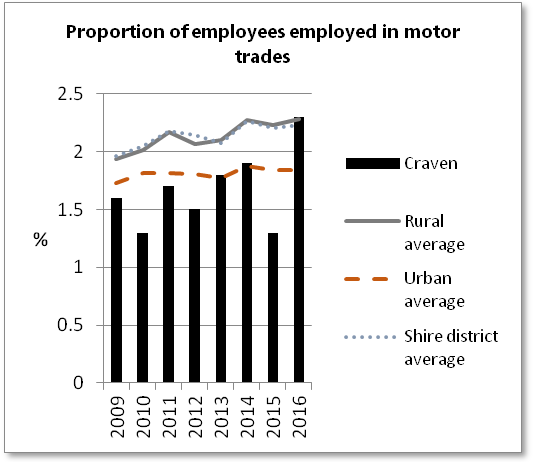 Proportion of employees employed in motor
trades
2.5
2
1.5
1
0.5
0
%
2009
2010
2011
2012
2013
2014
2015
2016
Craven
Rural
average
Urban
average
Shire district
average